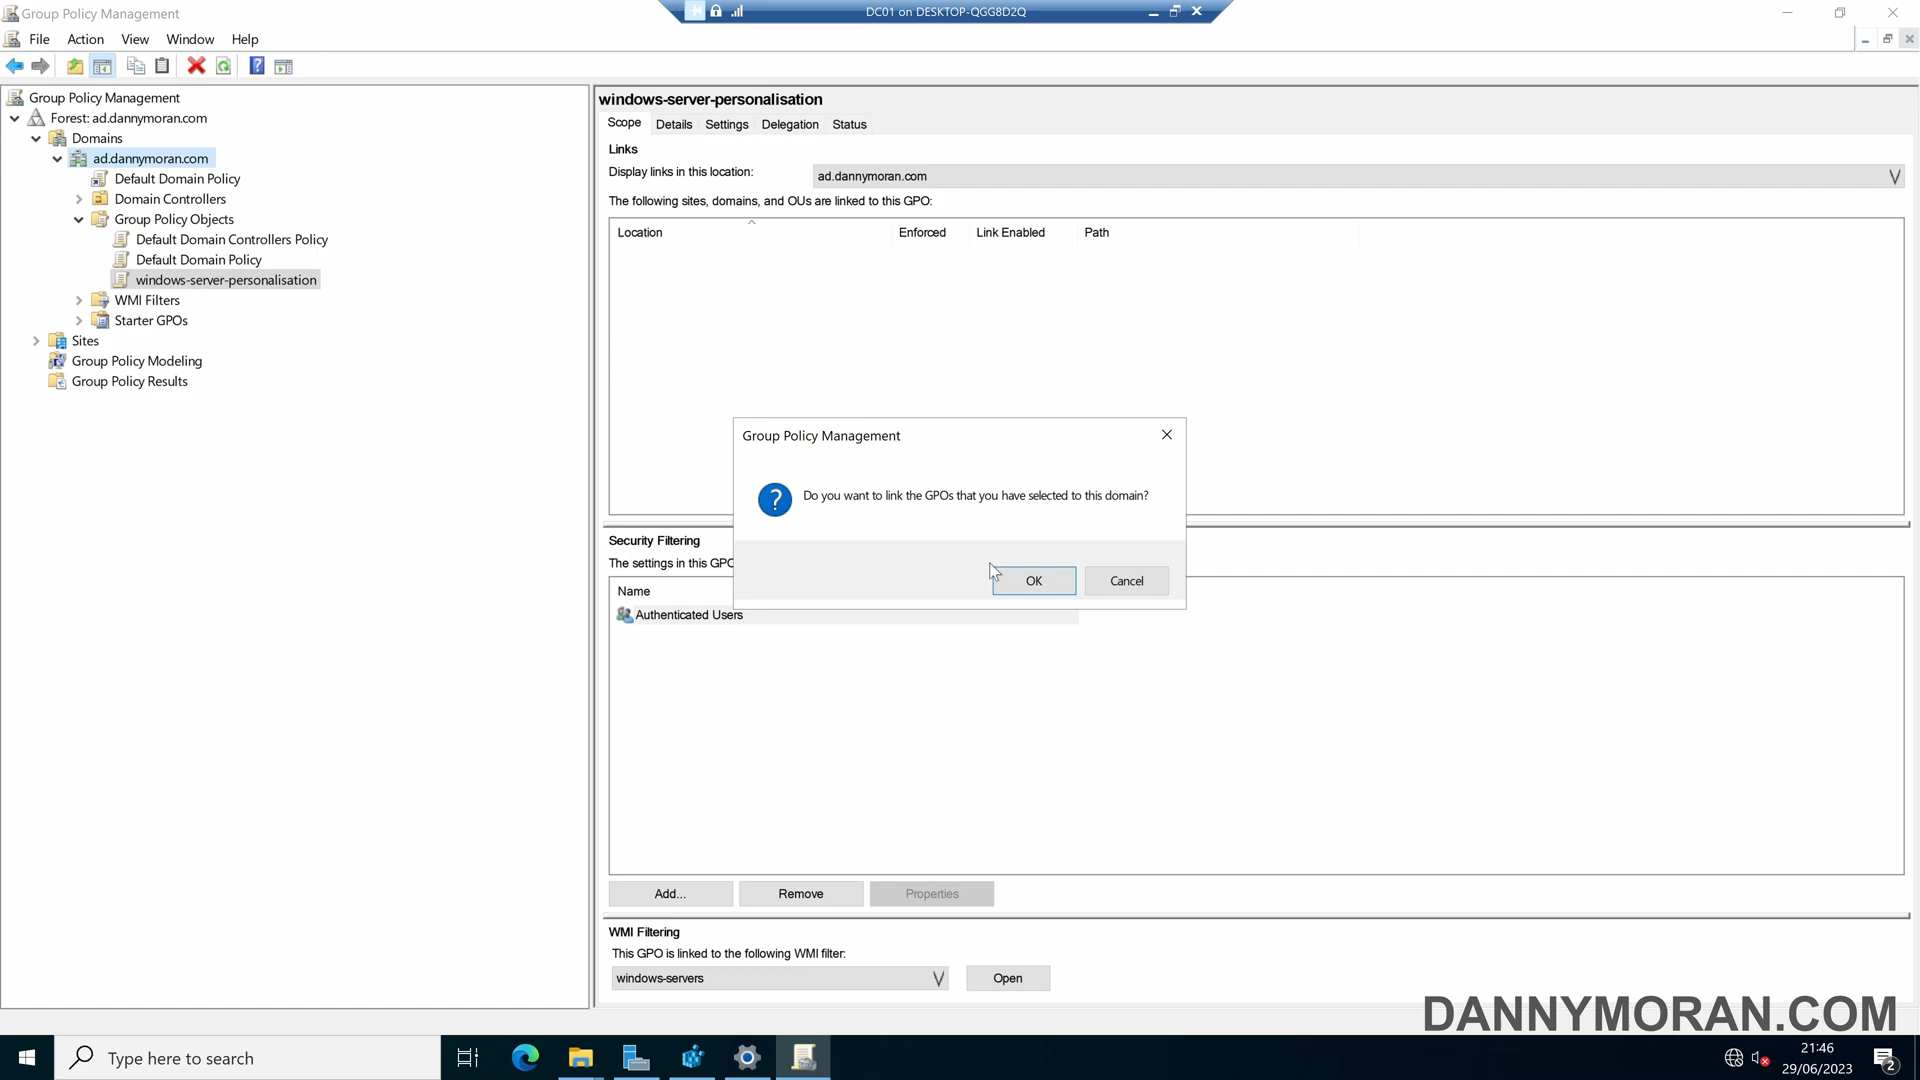 Group Policy Management
DC01 on DESKTOP-QGG8D2Q
File Action View Window Help
Group Policy Management
Forest: ad.dannymoran.com
Domains
ad.dannymoran.com
Default Domain Policy
Domain Controllers
Group Policy Objects
Default Domain Controllers Policy
Default Domain Policy
windows-server-personalisation
WMI Filters
Starter GPOs
Sites
Group Policy Modeling
Group Policy Results
windows-server-personalisation
Scope Details Settings Delegation Status
Links
Display links in this location: ad.dannymoran.com
The following sites, domains, and OUs are linked to this GPO:
Location Enforced Link Enabled Path
Group Policy Management
Do you want to link the GPOs that you have selected to this domain?
OK Cancel
Security Filtering
The settings in this GPO
Name
Authenticated Users
Add... Remove Properties
WMI Filtering
This GPO is linked to the following WMI filter:
windows-servers Open
DANNYMORAN.COM
Type here to search
21:46
29/06/2023
2